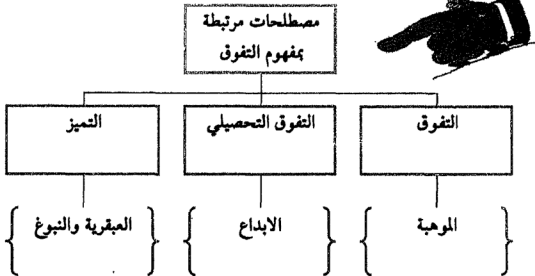 مصطلحات مرتبطة
بمفهوم التفوق
التفوق
التفوق التحصيلي
التميز
الموهبة
الابداع
العبقرية والنبوغ